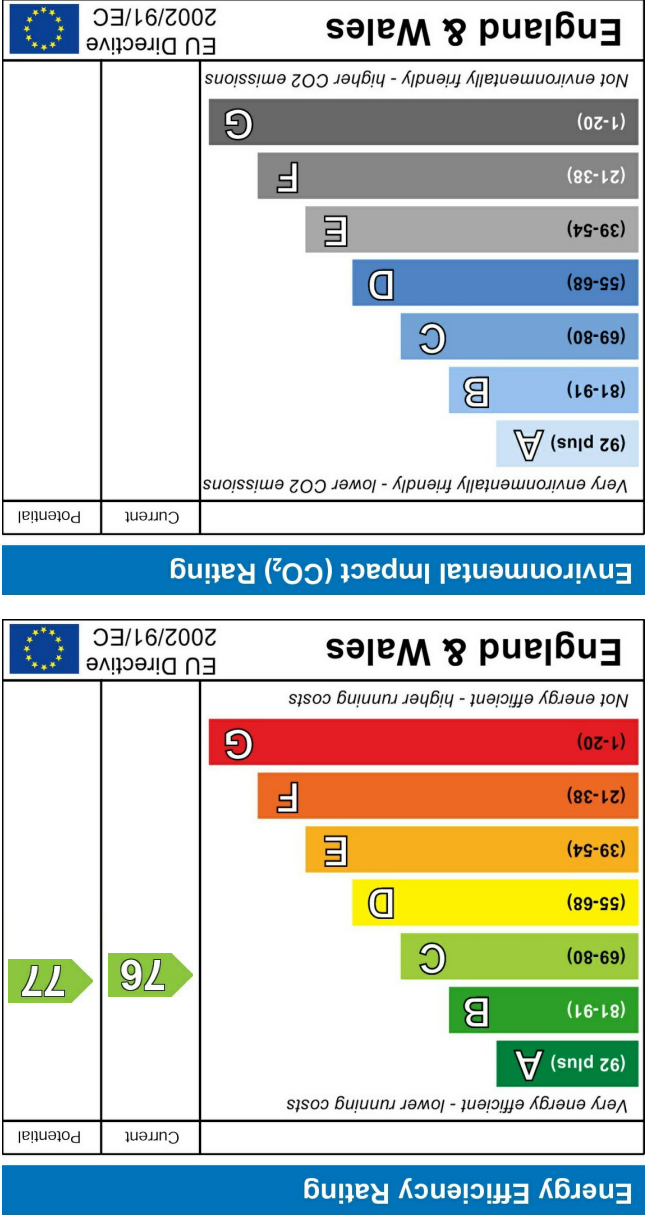 Energy Efficiency Rating
Current Potential
Very energy efficient - lower running costs
(92 plus) A
(81-91) B
(69-80) C
(55-68) D
(39-54) E
(21-38) F
(1-20) G
76
77
Not energy efficient - higher running costs
England & Wales
EU Directive
2002/91/EC
Environmental Impact (CO₂) Rating
Current Potential
Very environmentally friendly - lower CO2 emissions
(92 plus) A
(81-91) B
(69-80) C
(55-68) D
(39-54) E
(21-38) F
(1-20) G
Not environmentally friendly - higher CO2 emissions
England & Wales
EU Directive
2002/91/EC